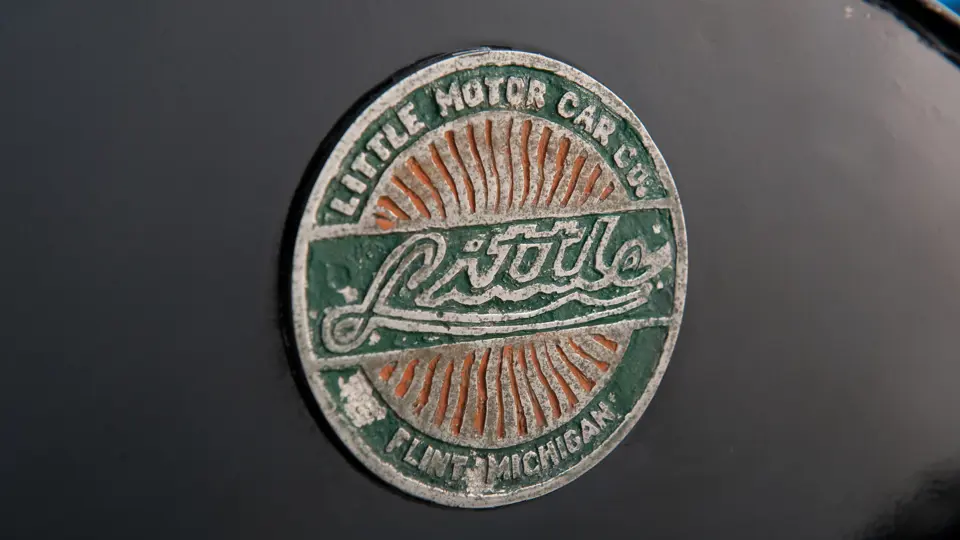 LITTLE MOTOR CAR CO.
Little
FLINT MICHIGAN